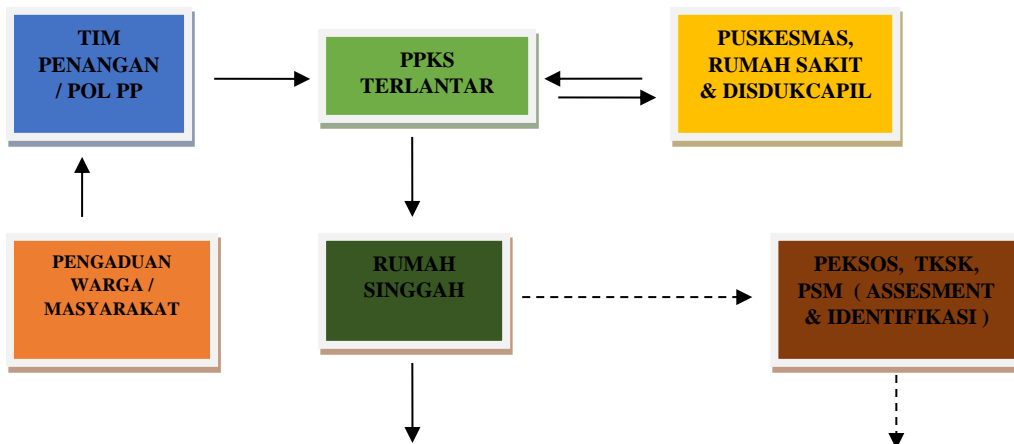 TIM
PENANGAN
/ POL PP
PPKS
TERLANTAR
PUSKESMAS,
RUMAH SAKIT
& DISDUKCAPIL
PENGADUAN
WARGA /
MASYARAKAT
RUMAH
SINGGAH
PEKSOS, TKSK,
PSM ( ASSESMENT
& IDENTIFIKASI )